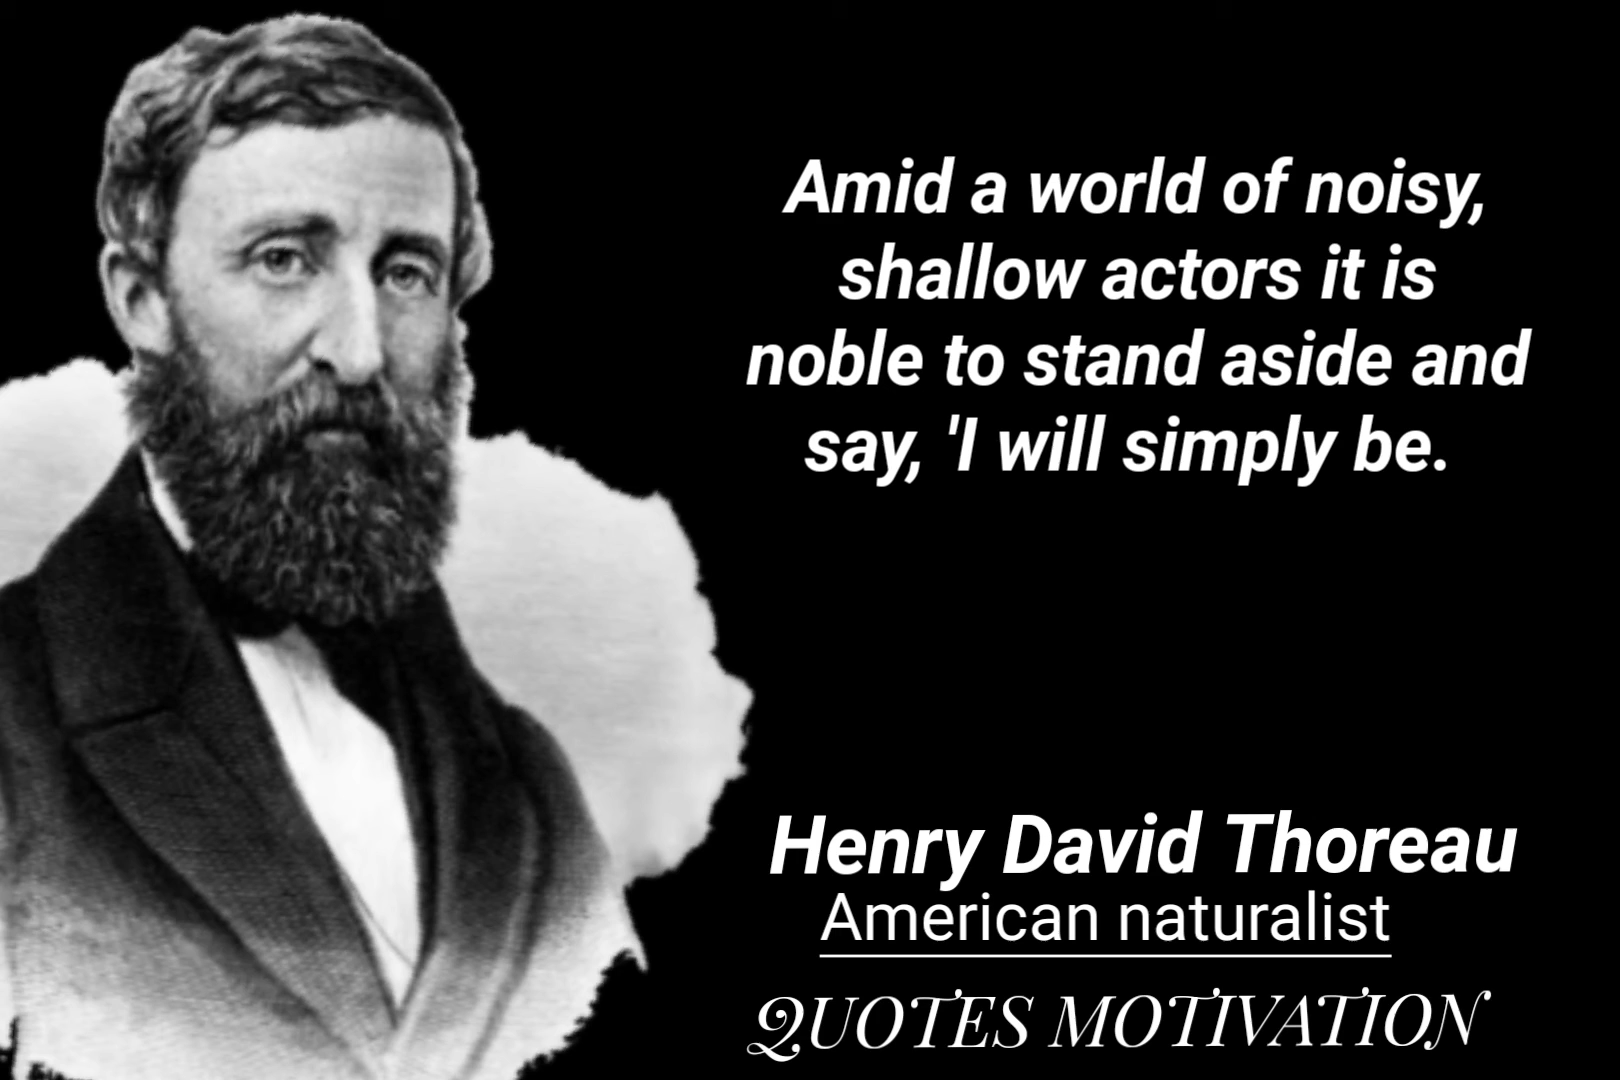 Amid a world of noisy,
shallow actors it is
noble to stand aside and
say, 'I will simply be.
Henry David Thoreau
American naturalist
QUOTES MOTIVATION